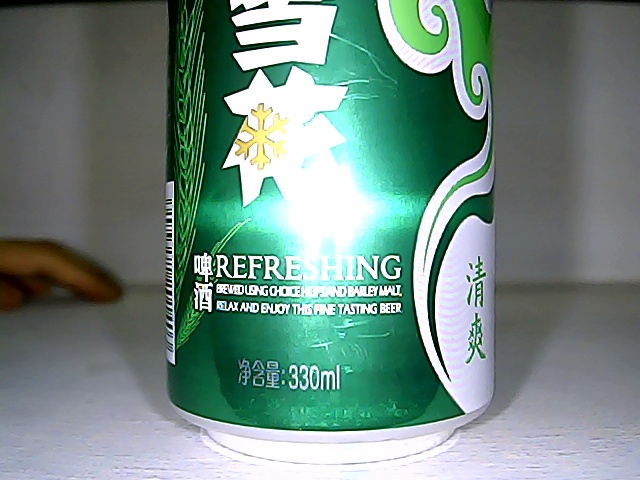 雪花
啤酒
REFRESHING
BREWED USING CHOICE HOPS AND BARLEY MALT,
RELAX AND ENJOY THIS FINE TASTING BEER.
净含量:330ml
清爽